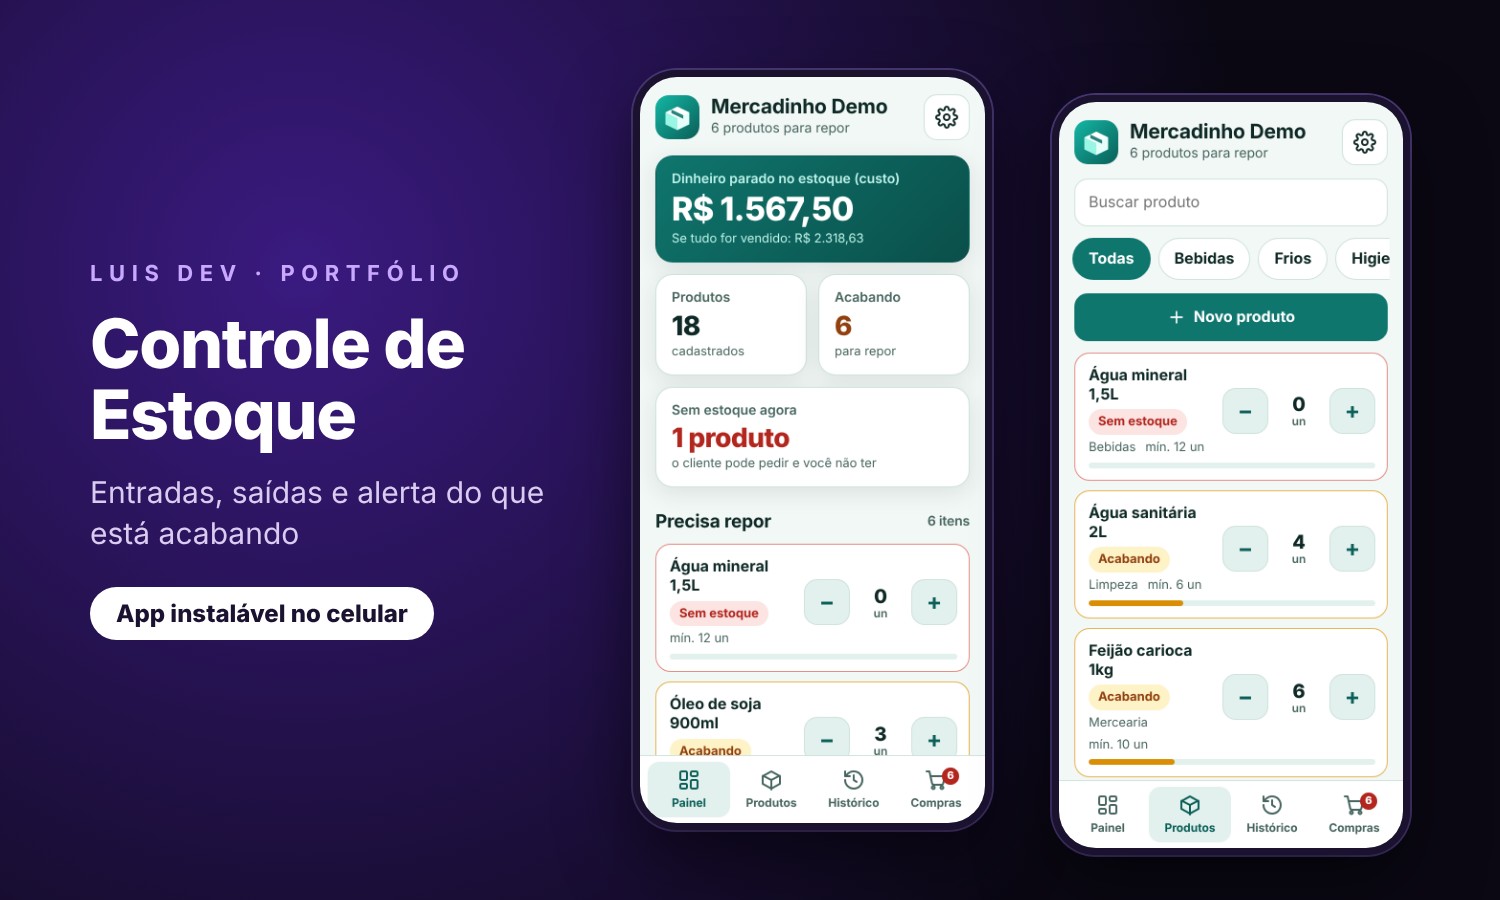 LUIS DEV · PORTFÓLIO
Controle de
Estoque
Entradas, saídas e alerta do que
está acabando
App instalável no celular
Mercadinho Demo
6 produtos para repor
Dinheiro parado no estoque (custo)
R$ 1.567,50
Se tudo for vendido: R$ 2.318,63
Produtos
18
cadastrados
Acabando
6
para repor
Sem estoque agora
1 produto
o cliente pode pedir e você não ter
Precisa repor
6 itens
Água mineral
1,5L
Sem estoque
mín. 12 un
−
0
un
+
Óleo de soja
900ml
Acabando
−
3
un
+
Painel
Produtos
Histórico
6
Compras
Mercadinho Demo
6 produtos para repor
Buscar produto
Todas
Bebidas
Frios
Higie
+ Novo produto
Água mineral
1,5L
Sem estoque
Bebidas mín. 12 un
−
0
un
+
Água sanitária
2L
Acabando
Limpeza mín. 6 un
−
4
un
+
Feijão carioca
1kg
Acabando
Mercearia
mín. 10 un
−
6
un
+
Painel
Produtos
Histórico
6
Compras